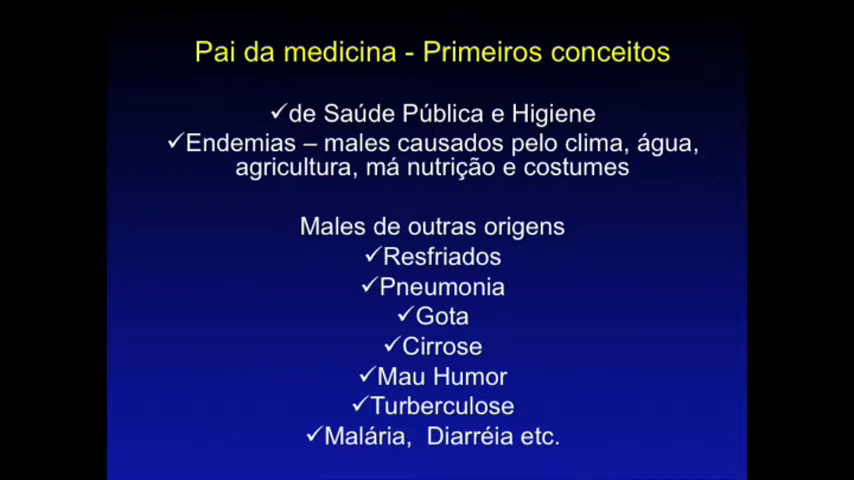 Pai da medicina - Primeiros conceitos
✓de Saúde Pública e Higiene
✓Endemias – males causados pelo clima, água,
agricultura, má nutrição e costumes
Males de outras origens
✓Resfriados
✓Pneumonia
✓Gota
✓Cirrose
✓Mau Humor
✓Turberculose
✓Malária,  Diarréia etc.